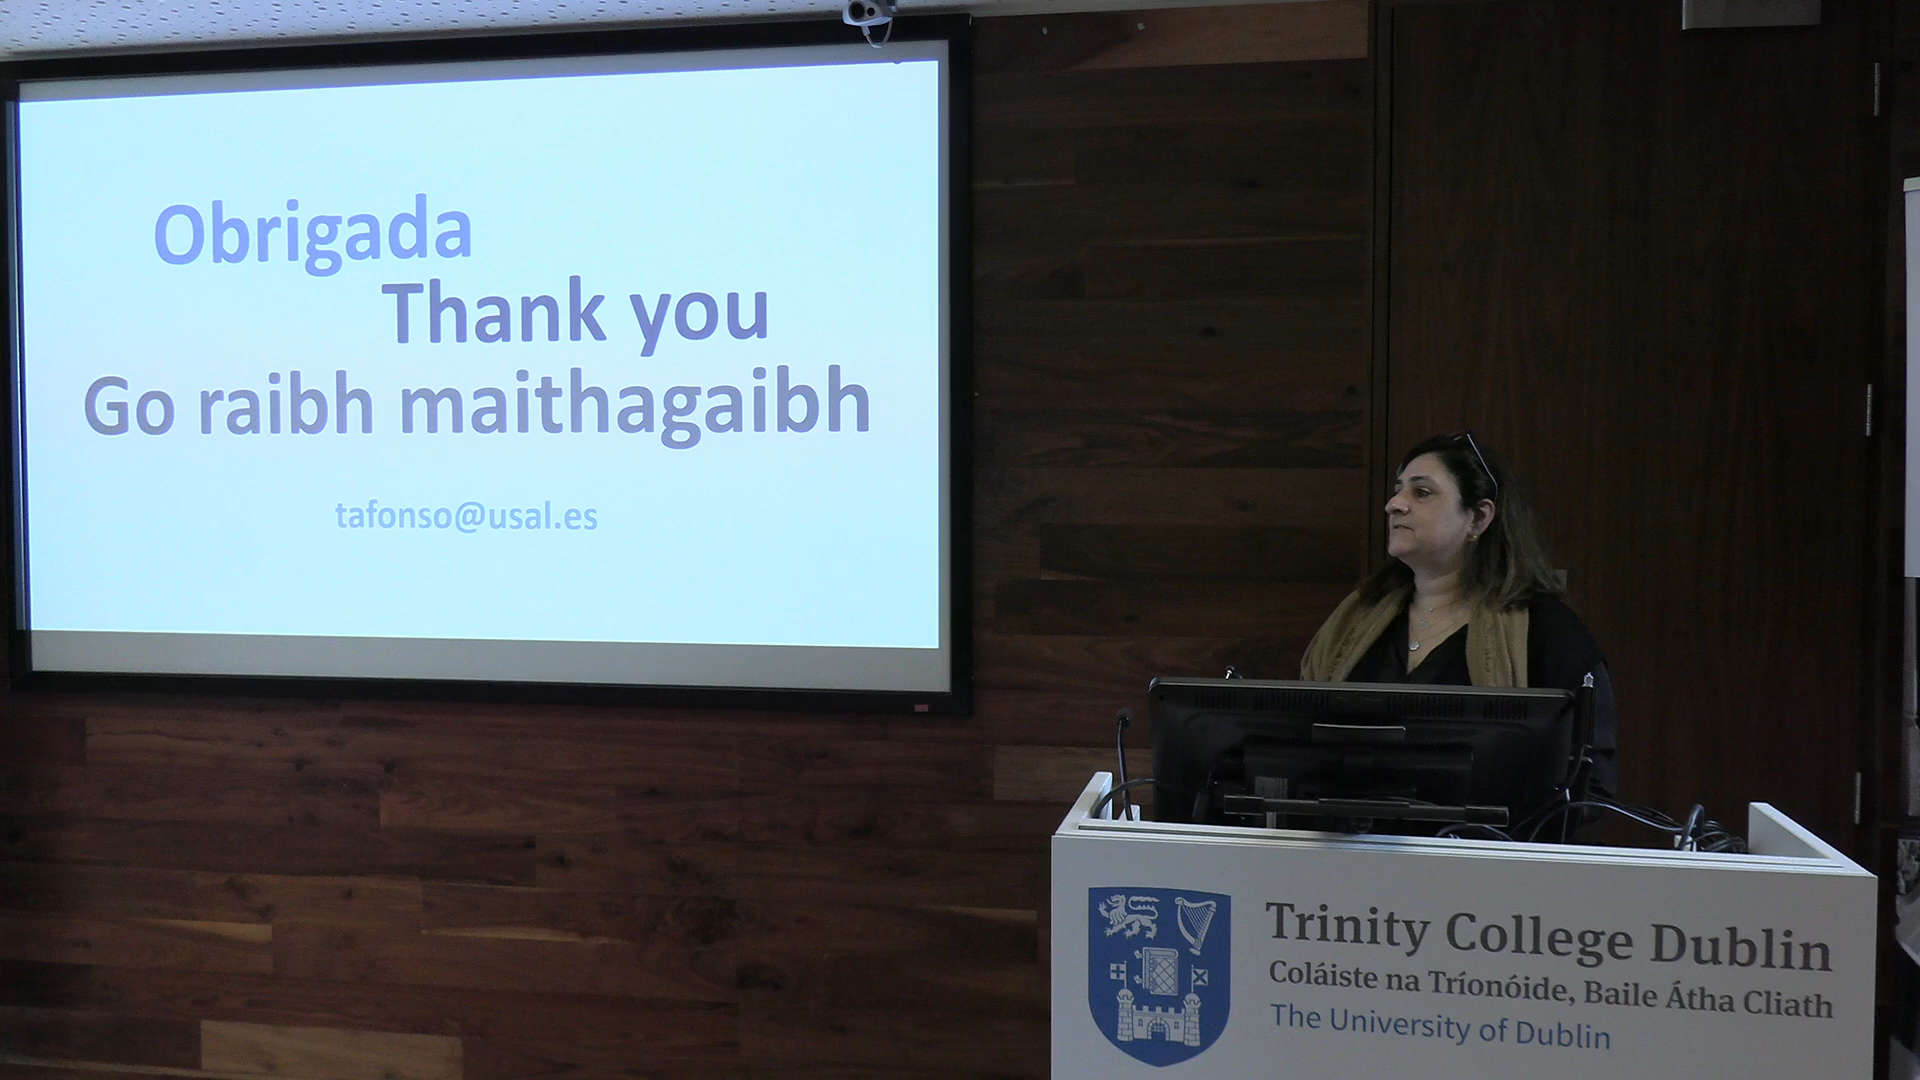 Obrigada
Thank you
Go raibh maithagaibh
tafonso@usal.es
Trinity College Dublin
Coláiste na Tríonóide, Baile Átha Cliath
The University of Dublin